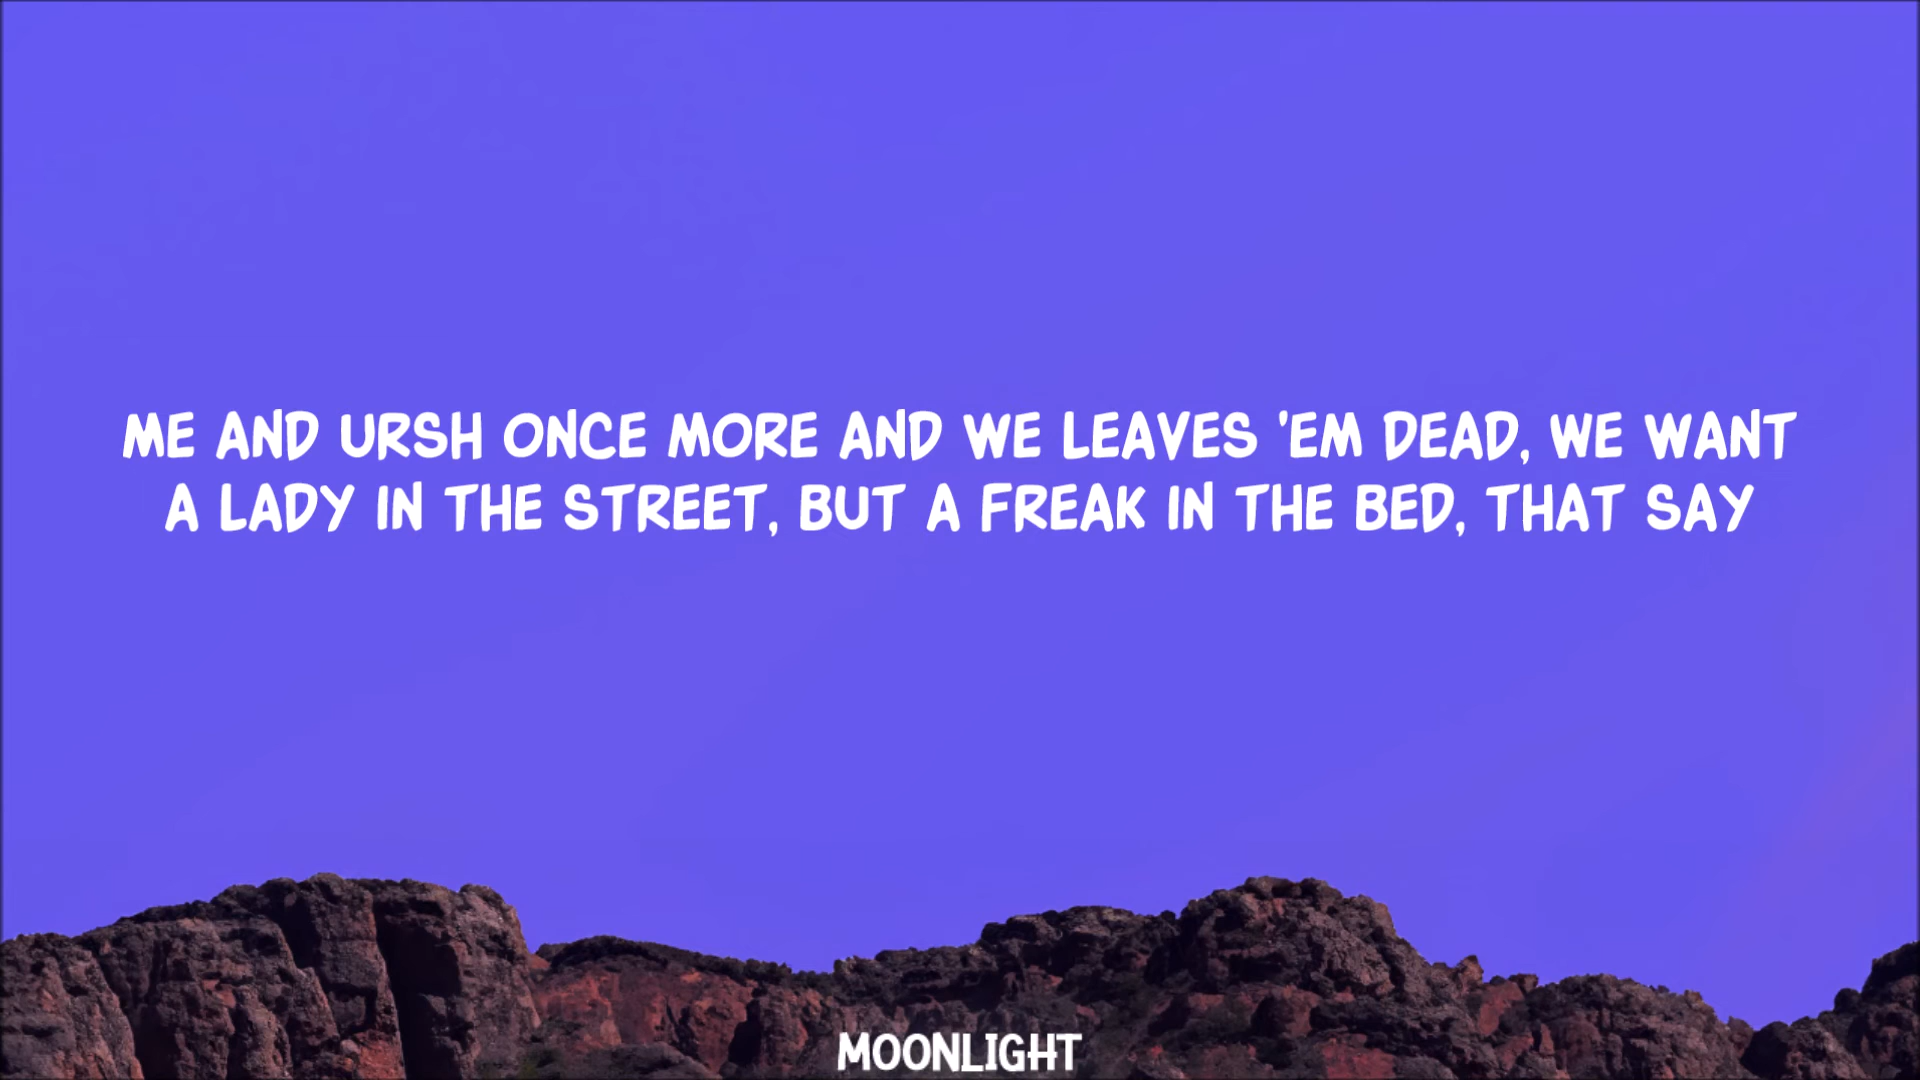 ME AND URSH ONCE MORE AND WE LEAVES 'EM DEAD, WE WANT
A LADY IN THE STREET, BUT A FREAK IN THE BED, THAT SAY
MOONLIGHT